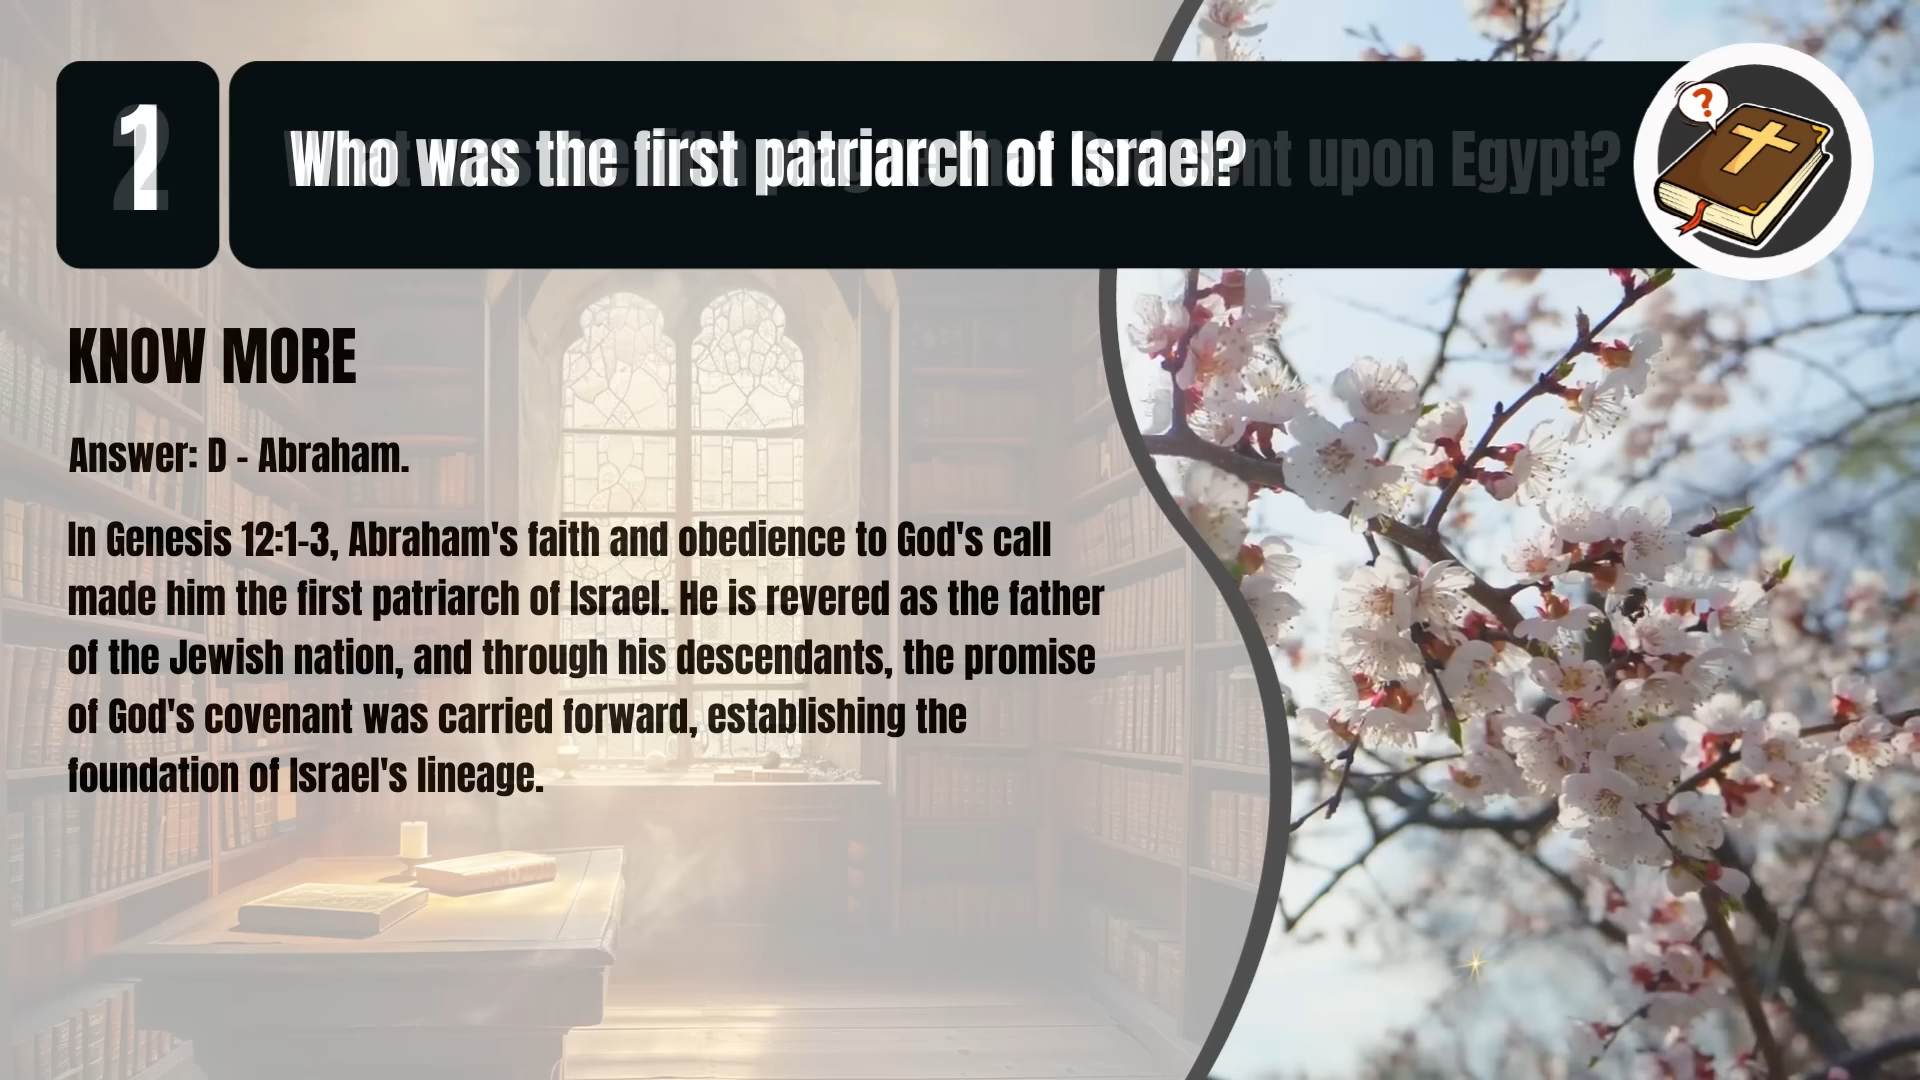 1
Who was the first patriarch of Israel?
upon Egypt?
?
KNOW MORE
Answer: D - Abraham.
In Genesis 12:1-3, Abraham's faith and obedience to God's call
made him the first patriarch of Israel. He is revered as the father
of the Jewish nation, and through his descendants, the promise
of God's covenant was carried forward, establishing the
foundation of Israel's lineage.